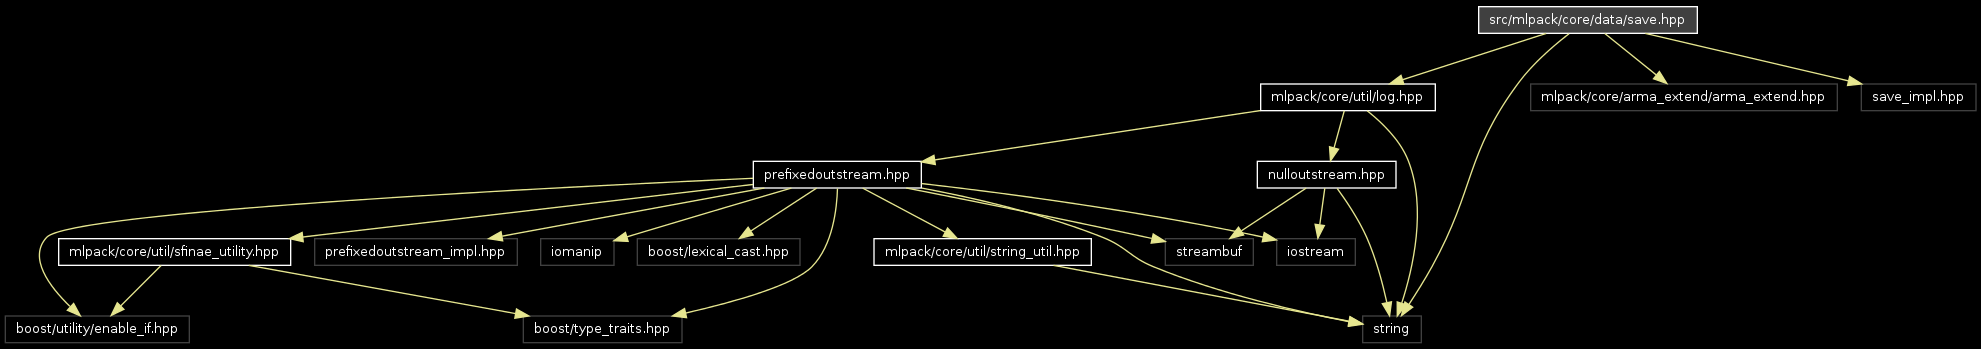 src/mlpack/core/data/save.hpp
mlpack/core/util/log.hpp
mlpack/core/arma_extend/arma_extend.hpp
save_impl.hpp
prefixedoutstream.hpp
nulloutstream.hpp
mlpack/core/util/sfinae_utility.hpp
prefixedoutstream_impl.hpp
iomanip
boost/lexical_cast.hpp
mlpack/core/util/string_util.hpp
streambuf
iostream
boost/utility/enable_if.hpp
boost/type_traits.hpp
string